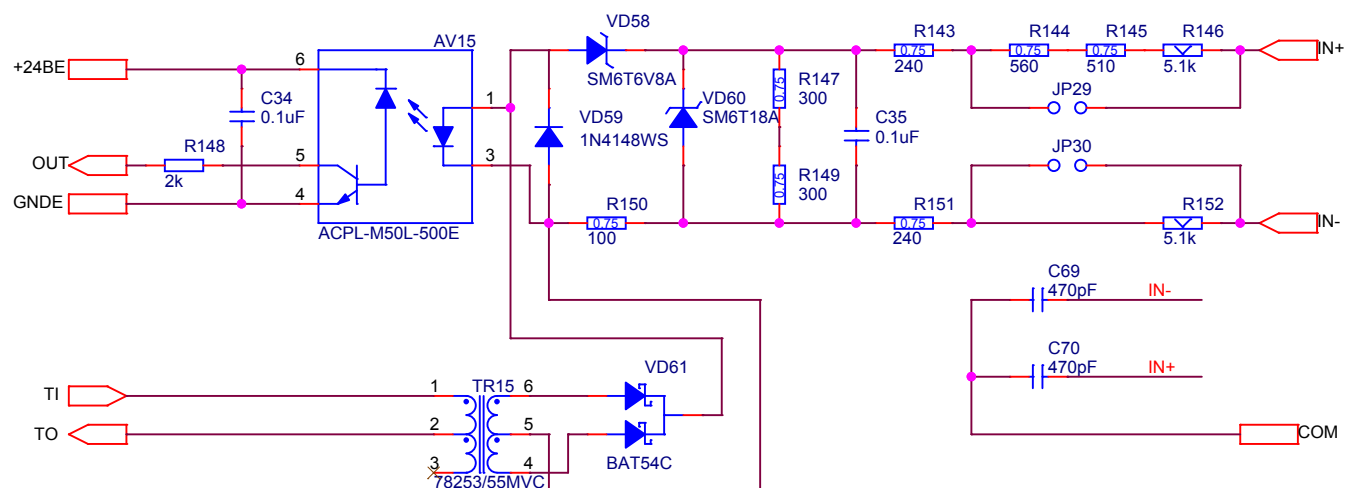 VD58
SM6T6V8A
R143
0.75
240
R144
0.75
560
R145
0.75
510
R146
5.1k
IN+
AV15
+24BE
6
C34
0.1uF
1
VD59
1N4148WS
VD60
SM6T18A
R147
0.75
300
C35
0.1uF
JP29
OUT
R148
2k
5
3
JP30
GNDE
4
ACPL-M50L-500E
R150
0.75
100
R149
0.75
300
R151
0.75
240
R152
5.1k
IN-
C69
470pF
IN-
C70
470pF
IN+
VD61
TI
1
TR15
6
TO
2
5
COM
3
4
BAT54C
78253/55MVC